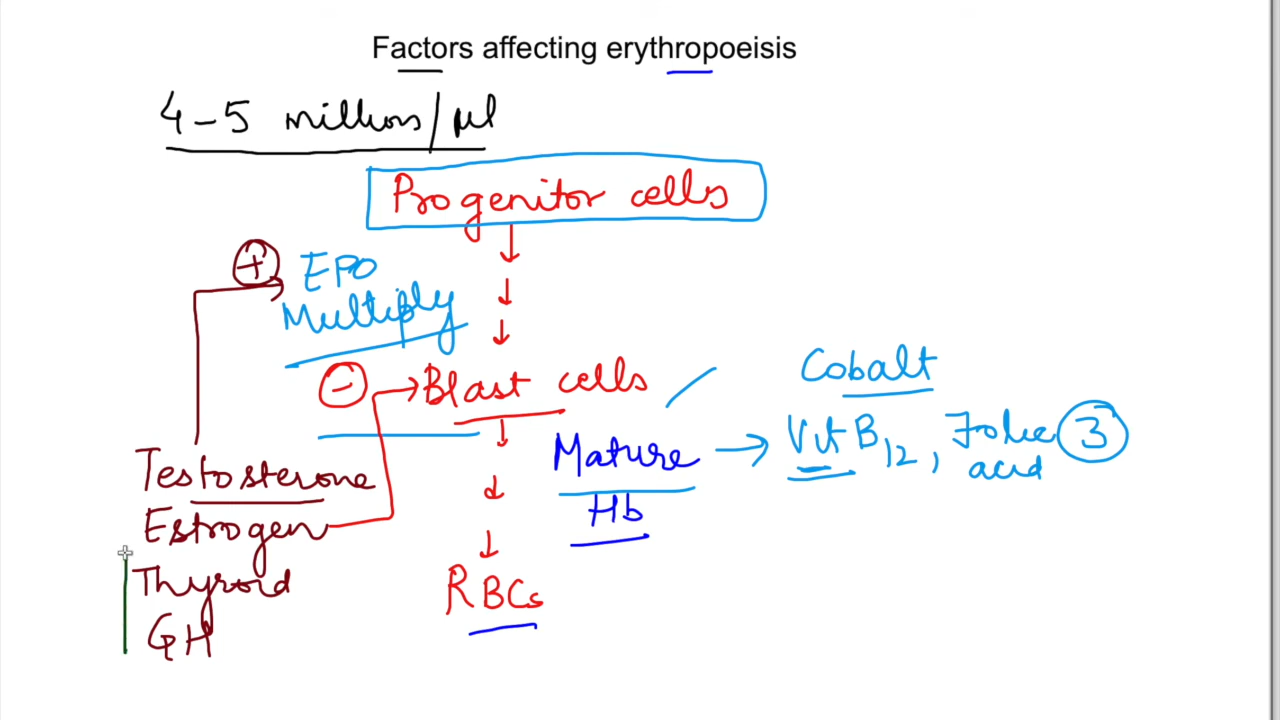 Factors affecting erythropoeisis
4-5 millions/µl
Progenitor cells
+
EPO
Multiply
-
Blast cells
Cobalt
Mature
Vit B12, Folic acid
3
Hb
Testosterone
Estrogen
Thyroid
GH
RBCs